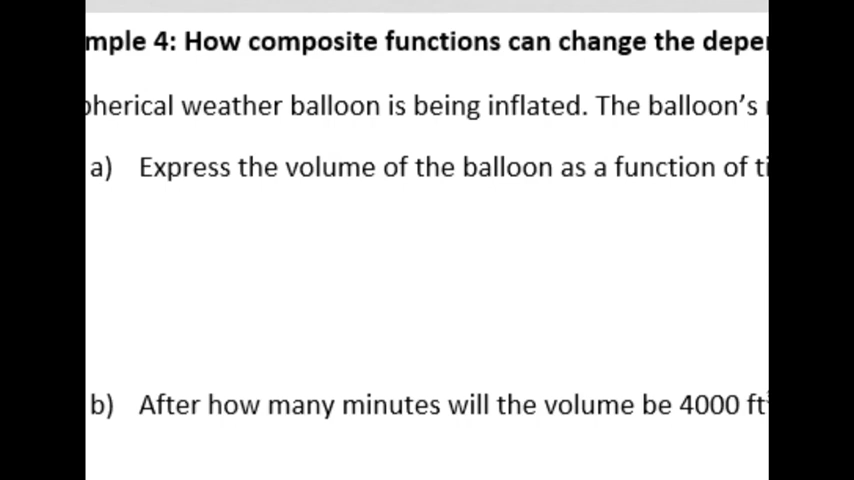 mple 4: How composite functions can change the depe
pherical weather balloon is being inflated. The balloon’s
a) Express the volume of the balloon as a function of ti
b) After how many minutes will the volume be 4000 ft